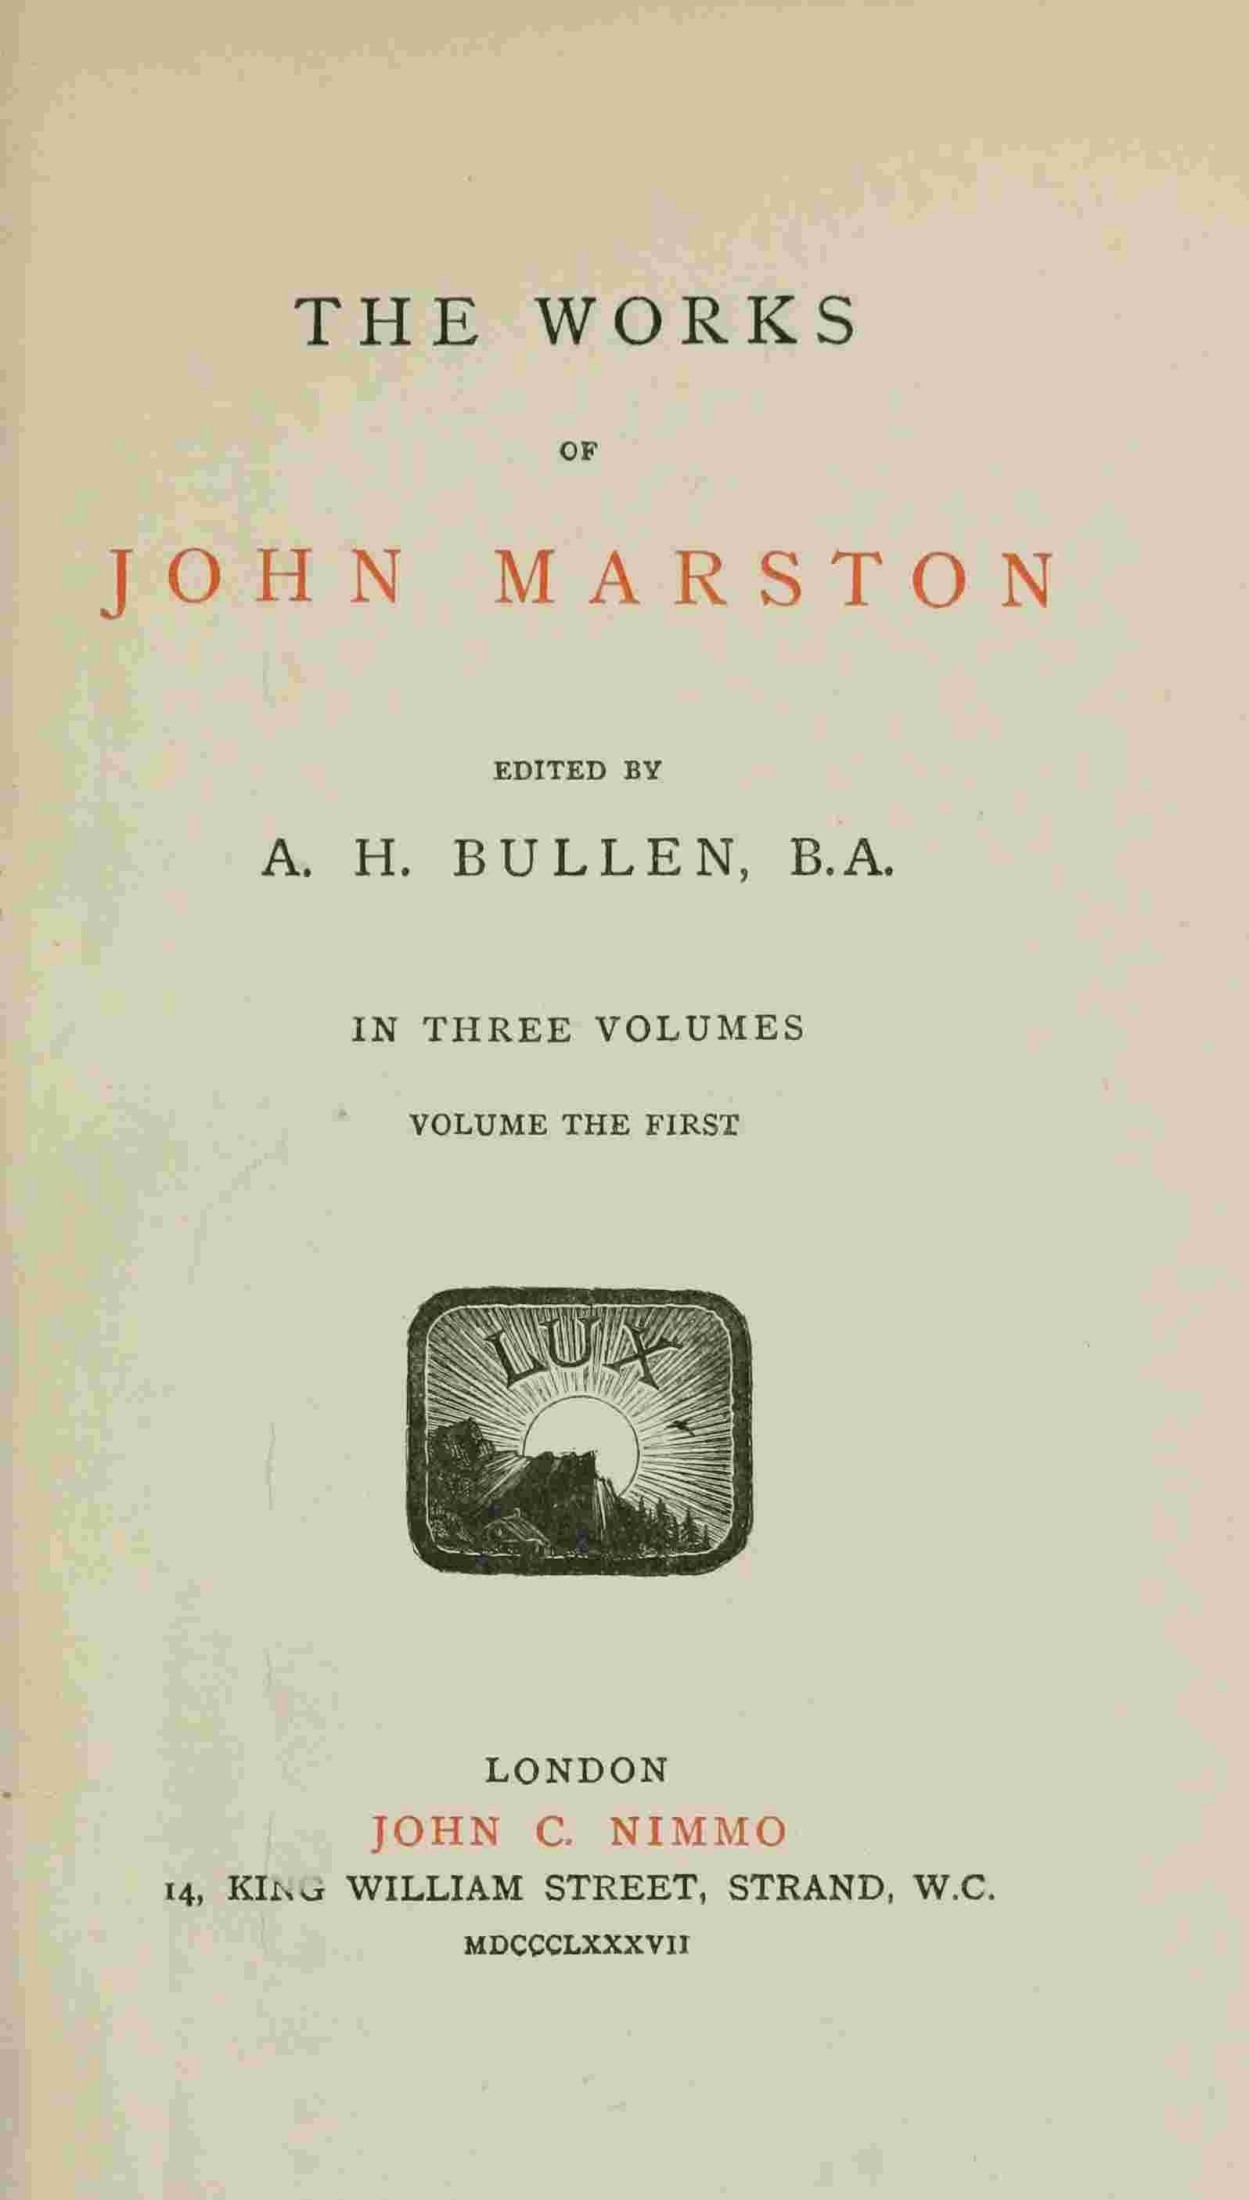 THE WORKS
OF
JOHN MARSTON
EDITED BY
A. H. BULLEN, B.A.
IN THREE VOLUMES
VOLUME THE FIRST
LUX
LONDON
JOHN C. NIMMO
14, KING WILLIAM STREET, STRAND, W.C.
MDCCCLXXXVII